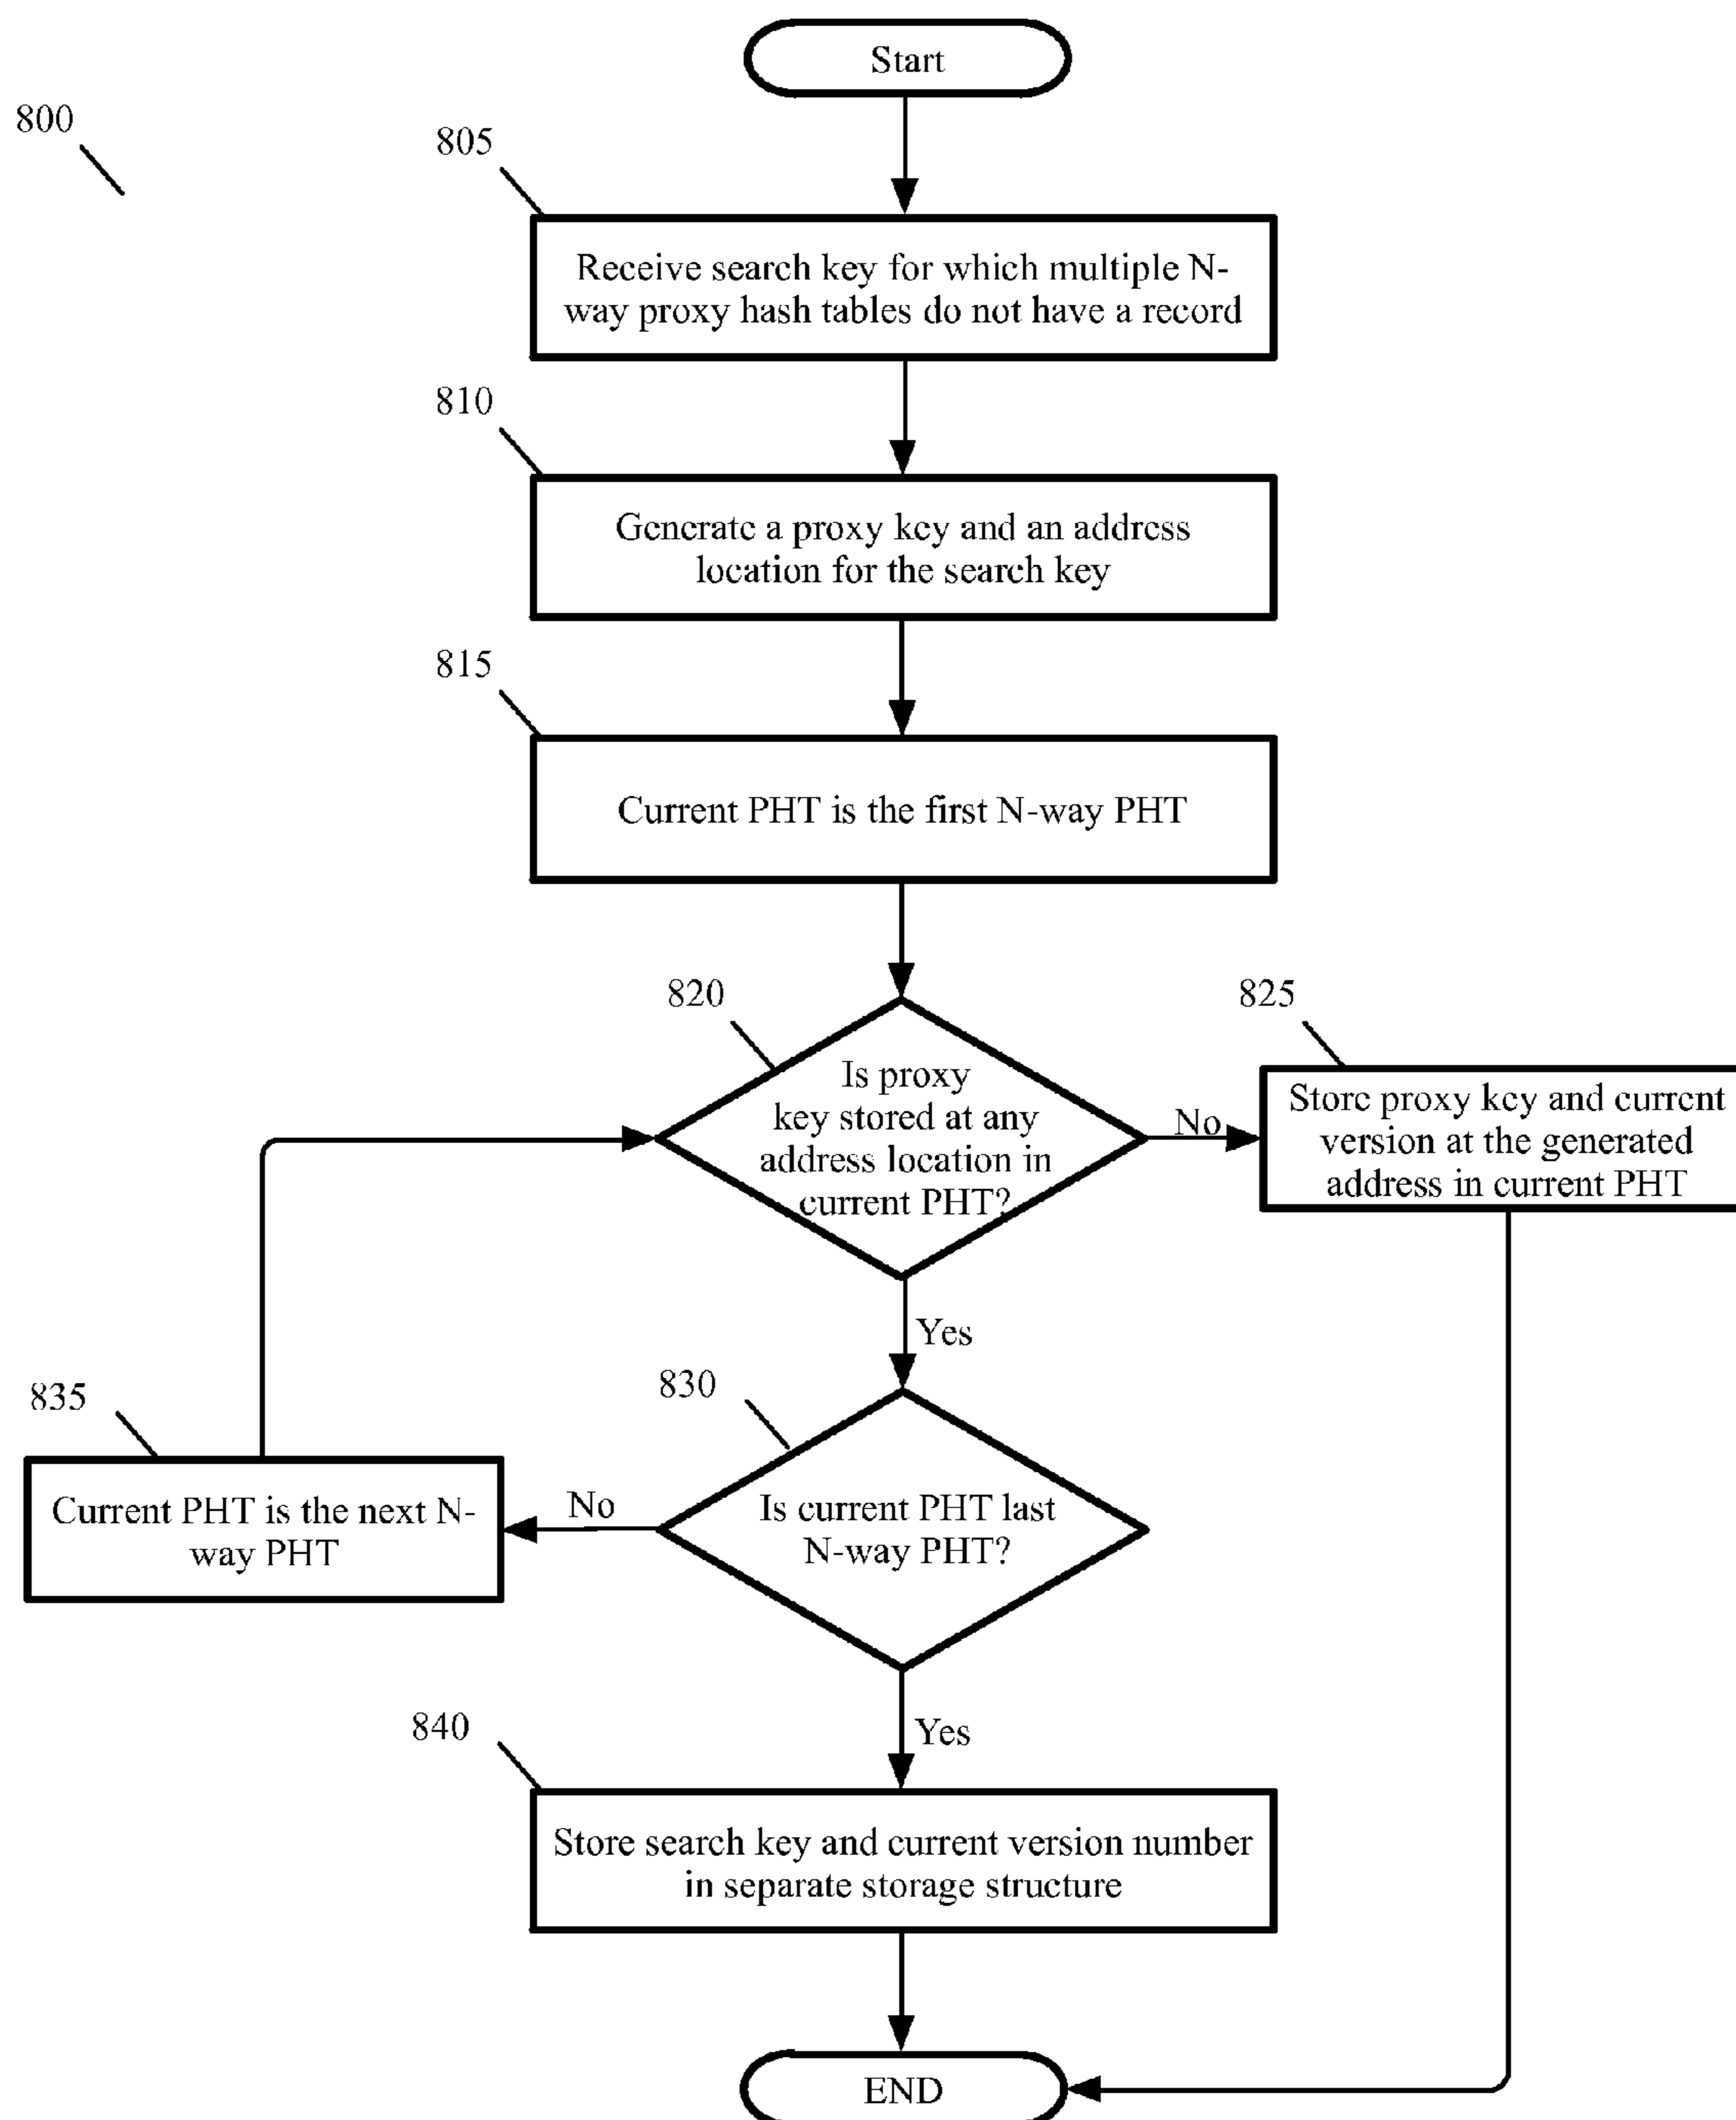 Start
800
805
Receive search key for which multiple N-
way proxy hash tables do not have a record
810
Generate a proxy key and an address
location for the search key
815
Current PHT is the first N-way PHT
820
Is proxy
key stored at any
address location in
current PHT?
No
825
Store proxy key and current
version at the generated
address in current PHT
Yes
830
Is current PHT last
N-way PHT?
No
835
Current PHT is the next N-
way PHT
Yes
840
Store search key and current version number
in separate storage structure
END